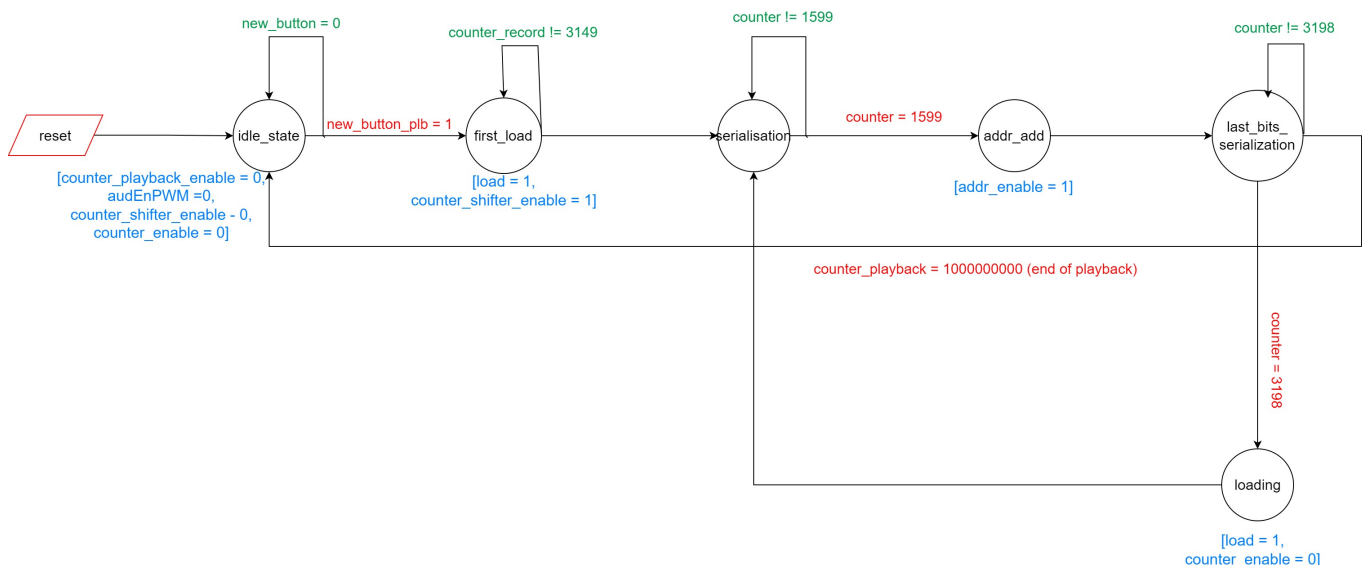 new_button = 0
counter_record != 3149
counter != 1599
counter != 3198
reset
idle_state
new_button_plb = 1
first_load
serialisation
counter = 1599
addr_add
last_bits_
serialization
[counter_playback_enable = 0,
audEnPWM =0,
counter_shifter_enable - 0,
counter_enable = 0]
[load = 1,
counter_shifter_enable = 1]
[addr_enable = 1]
counter_playback = 1000000000 (end of playback)
counter = 3198
loading
[load = 1,
counter_enable = 0]